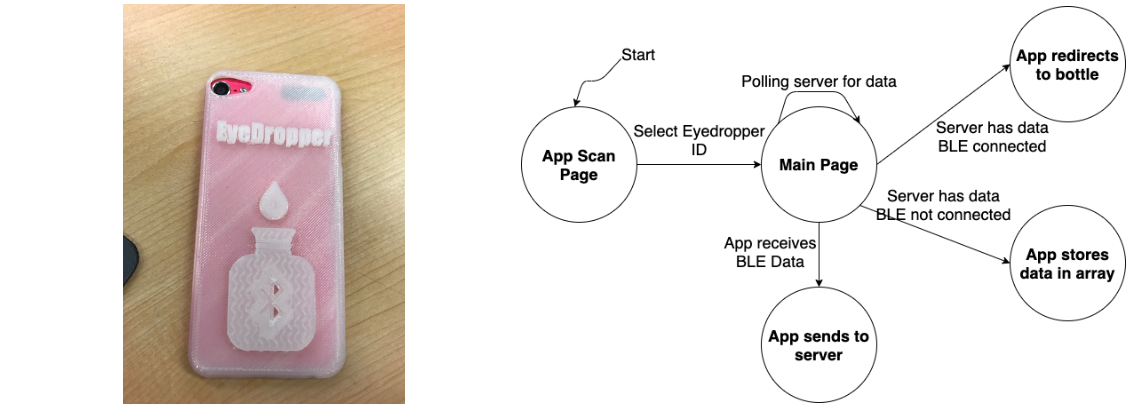 EyeDropper
Start
Polling server for data
Select Eyedropper
ID
App Scan
Page
Main Page
App redirects
to bottle
Server has data
BLE connected
Server has data
BLE not connected
App receives
BLE Data
App stores
data in array
App sends to
server